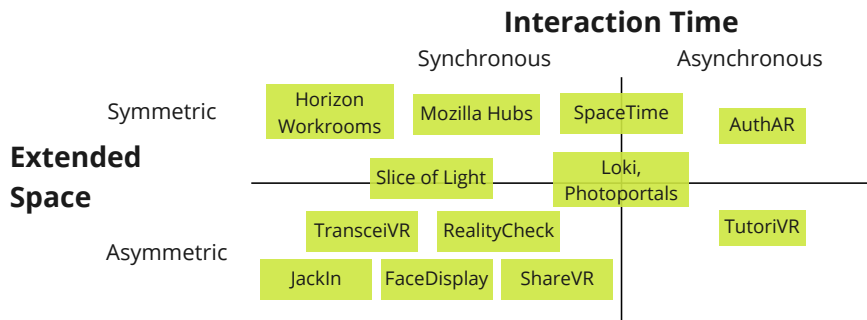 Interaction Time
Synchronous
Asynchronous
Symmetric
Horizon
Workrooms
Mozilla Hubs
SpaceTime
AuthAR
Extended
Space
Slice of Light
Loki,
Photoportals
Asymmetric
TransceiVR
RealityCheck
TutoriVR
JackIn
FaceDisplay
ShareVR